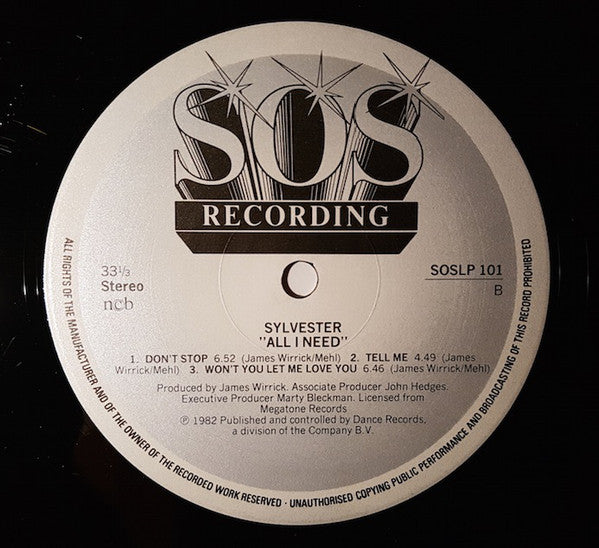 SOS
RECORDING
33 1/3
Stereo
ncb
SOSLP 101
B
SYLVESTER
"ALL I NEED"
1. DON'T STOP 6.52 (James Wirrick/Mehl) 2. TELL ME 4.49 (James
Wirrick/Mehl) 3. WON'T YOU LET ME LOVE YOU 6.46 (James Wirrick/Mehl)
Produced by James Wirrick. Associate Producer John Hedges.
Executive Producer Marty Bleckman. Licensed from
Megatone Records
℗ 1982 Published and controlled by Dance Records,
a division of the Company B.V.
ALL RIGHTS OF THE MANUFACTURER AND OF THE OWNER OF THE RECORDED WORK RESERVED - UNAUTHORISED COPYING PUBLIC PERFORMANCE AND BROADCASTING OF THIS RECORD PROHIBITED